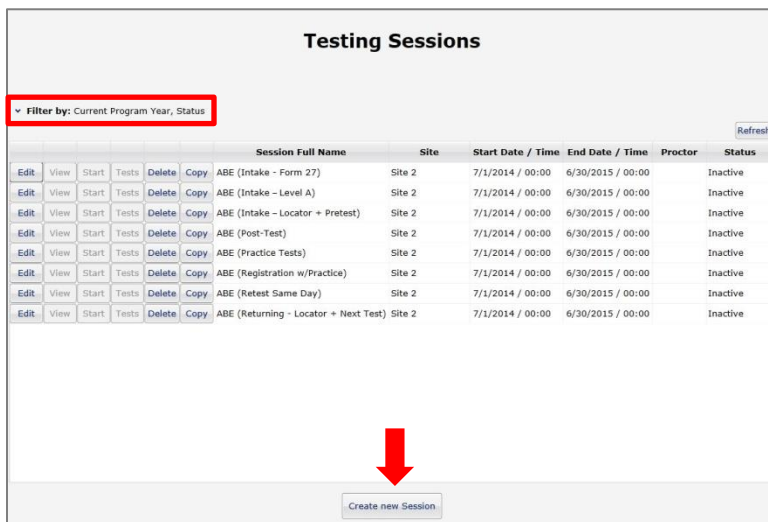 Testing Sessions
Filter by: Current Program Year, Status
Refresh
Session Full Name Site Start Date / Time End Date / Time Proctor Status
Edit View Start Tests Delete Copy ABE (Intake - Form 27) Site 2 7/1/2014 / 00:00 6/30/2015 / 00:00 Inactive
Edit View Start Tests Delete Copy ABE (Intake – Level A) Site 2 7/1/2014 / 00:00 6/30/2015 / 00:00 Inactive
Edit View Start Tests Delete Copy ABE (Intake – Locator + Pretest) Site 2 7/1/2014 / 00:00 6/30/2015 / 00:00 Inactive
Edit View Start Tests Delete Copy ABE (Post-Test) Site 2 7/1/2014 / 00:00 6/30/2015 / 00:00 Inactive
Edit View Start Tests Delete Copy ABE (Practice Tests) Site 2 7/1/2014 / 00:00 6/30/2015 / 00:00 Inactive
Edit View Start Tests Delete Copy ABE (Registration w/Practice) Site 2 7/1/2014 / 00:00 6/30/2015 / 00:00 Inactive
Edit View Start Tests Delete Copy ABE (Retest Same Day) Site 2 7/1/2014 / 00:00 6/30/2015 / 00:00 Inactive
Edit View Start Tests Delete Copy ABE (Returning - Locator + Next Test) Site 2 7/1/2014 / 00:00 6/30/2015 / 00:00 Inactive
Create new Session